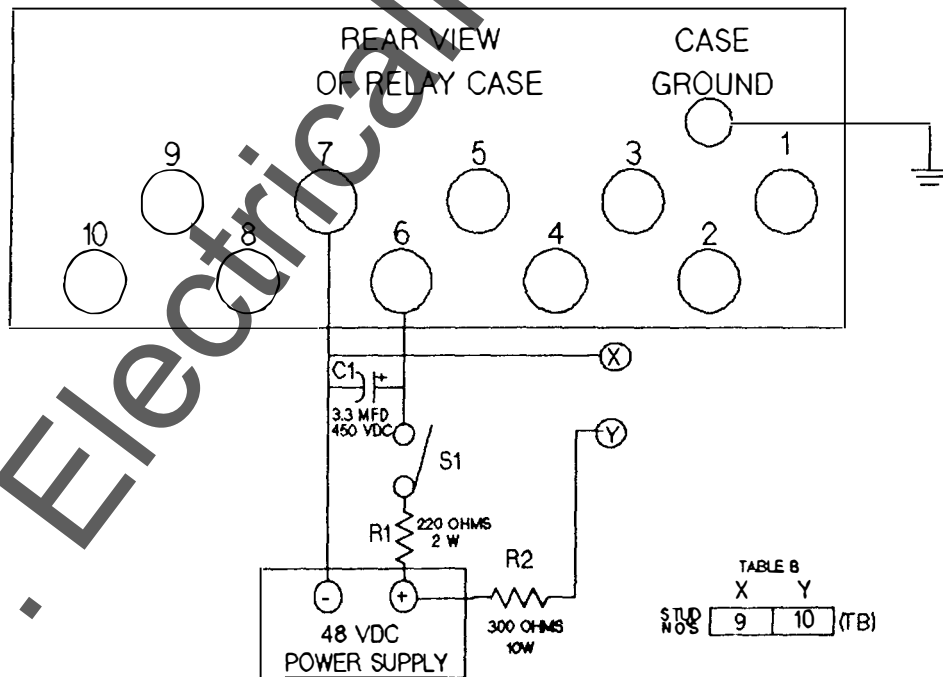 REAR VIEW
OF RELAY CASE
CASE
GROUND
1
3
5
7
9
2
4
6
8
10
X
C1
+
3.3 MFD
450 VDC
Y
S1
R1
220 OHMS
2 W
R2
-
+
300 OHMS
10W
48 VDC
POWER SUPPLY
TABLE B
X Y
STUD
NOS
9 10 (TB)
. Electrical